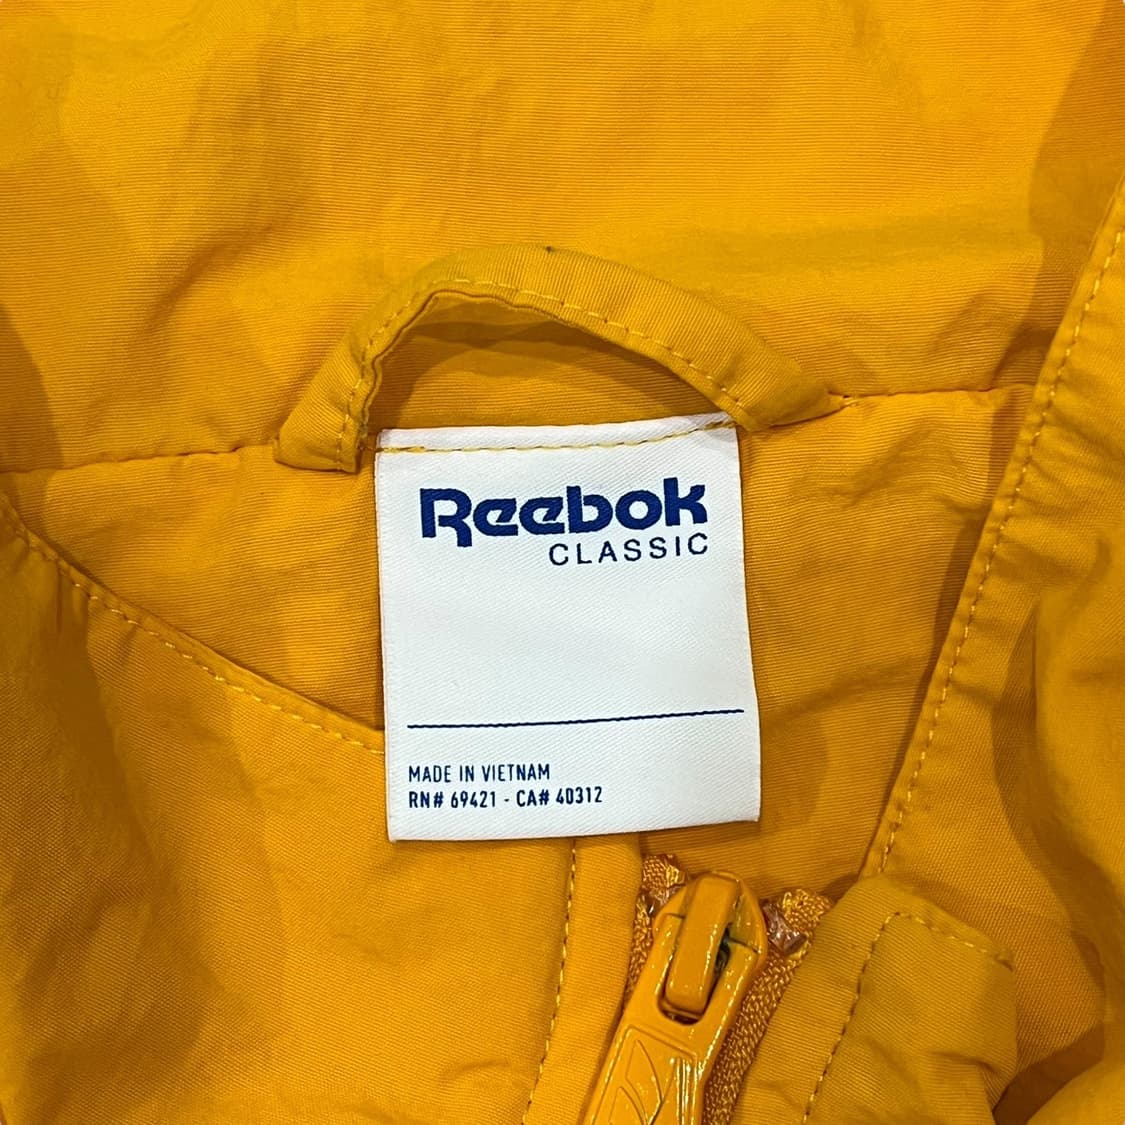 Reebok
CLASSIC
MADE IN VIETNAM
RN# 69421 - CA# 40312